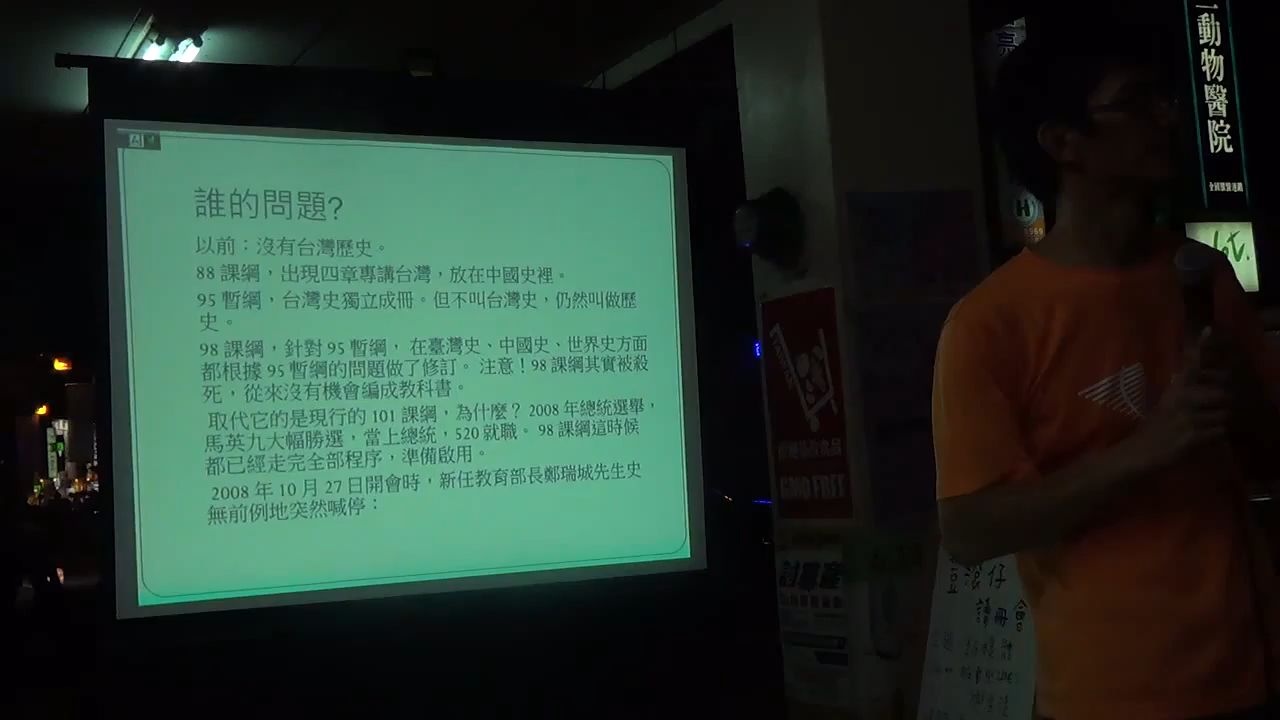 誰的問題?
以前：沒有台灣歷史。
88 課綱，出現四章專講台灣，放在中國史裡。
95 暫綱，台灣史獨立成冊。但不叫台灣史，仍然叫做歷
史。
98 課綱，針對 95 暫綱， 在臺灣史、中國史、世界史方面
都根據 95 暫綱的問題做了修訂。 注意！98 課綱其實被殺
死，從來沒有機會編成教科書。
取代它的是現行的 101 課綱，為什麼？ 2008 年總統選舉，
馬英九大幅勝選，當上總統，520 就職。 98 課綱這時候
都已經走完全部程序，準備啟用。
2008 年 10 月 27 日開會時，新任教育部長鄭瑞城先生史
無前例地突然喊停：
動物醫院
亮
H
GMO FREE
豆滾仔
讀冊會